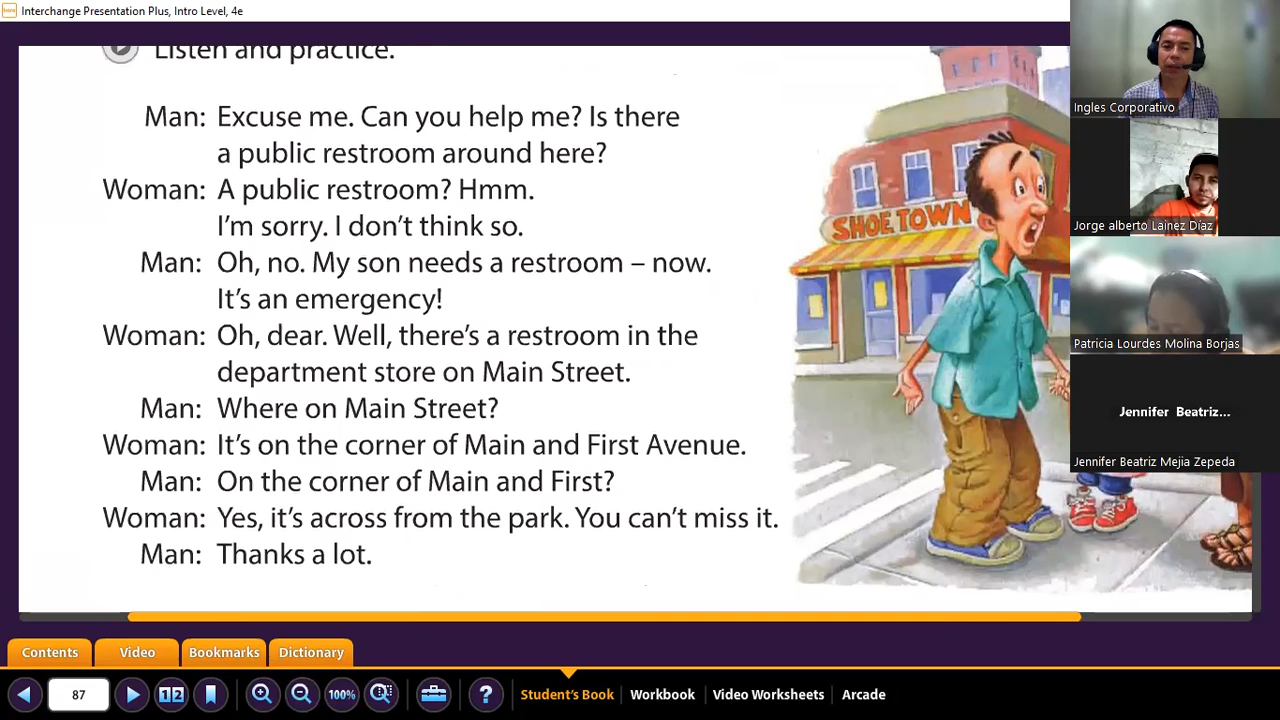 Interchange Presentation Plus, Intro Level, 4e
Listen and practice.
Man: Excuse me. Can you help me? Is there
a public restroom around here?
Woman: A public restroom? Hmm.
I'm sorry. I don't think so.
Man: Oh, no. My son needs a restroom – now.
It's an emergency!
Woman: Oh, dear. Well, there's a restroom in the
department store on Main Street.
Man: Where on Main Street?
Woman: It's on the corner of Main and First Avenue.
Man: On the corner of Main and First?
Woman: Yes, it's across from the park. You can't miss it.
Man: Thanks a lot.
SHOE TOWN
Ingles Corporativo
Jorge alberto Lainez Díaz
Patricia Lourdes Molina Borjas
Jennifer Beatriz...
Jennifer Beatriz Mejia Zepeda
Contents Video Bookmarks Dictionary
87 1 2 100% ? Student's Book Workbook Video Worksheets Arcade